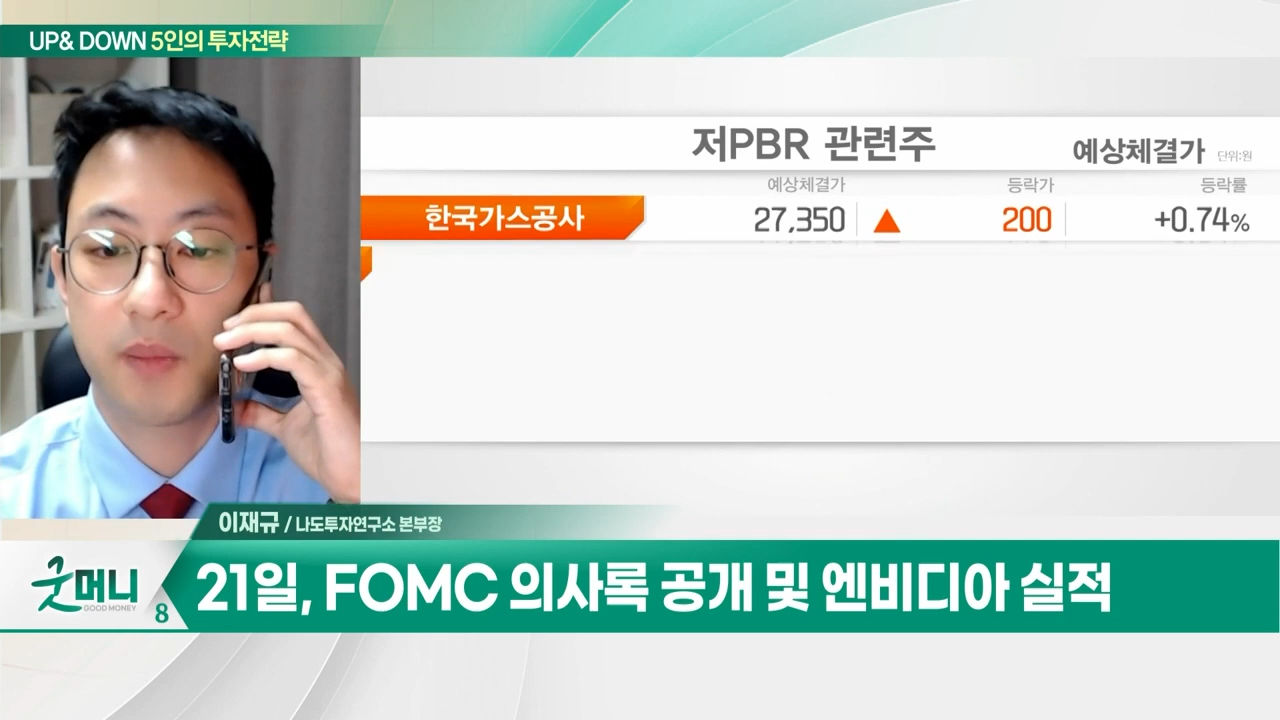 UP& DOWN 5인의 투자전략
저PBR 관련주
예상체결가 단위:원
예상체결가 등락가 등락률
한국가스공사 27,350 ▲ 200 +0.74%
이재규 / 나도투자연구소 본부장
굿머니
GOOD MONEY
8
21일, FOMC 의사록 공개 및 엔비디아 실적